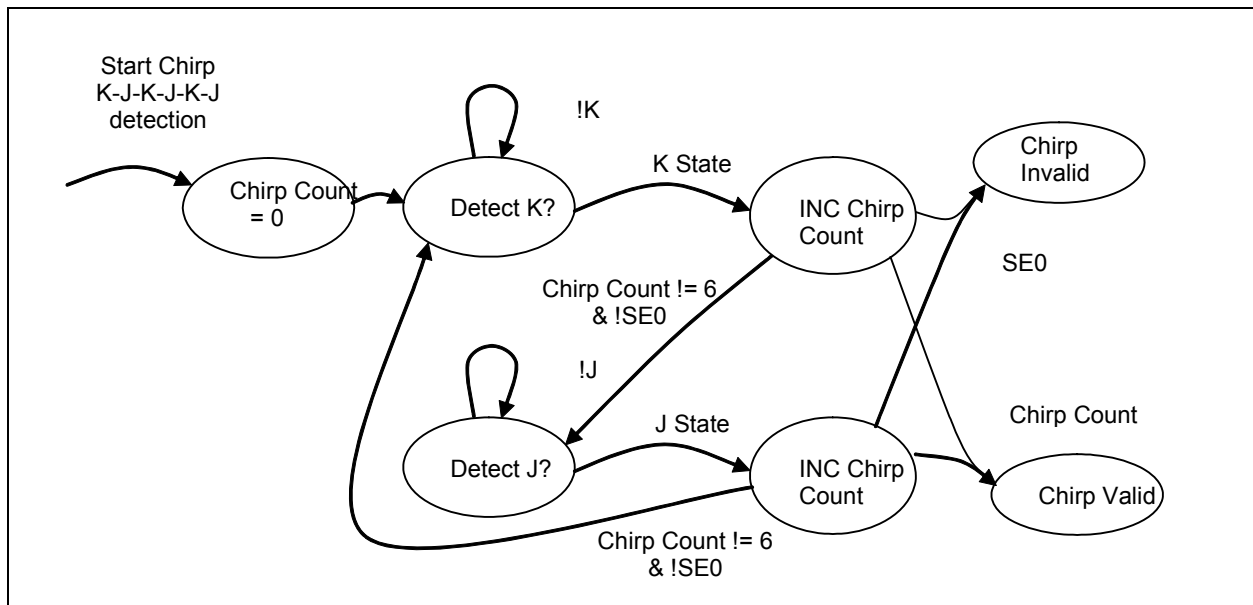 Start Chirp
K-J-K-J-K-J
detection
!K
Chirp
Invalid
K State
Chirp Count
= 0
Detect K?
INC Chirp
Count
SE0
Chirp Count != 6
& !SE0
!J
J State
Chirp Count
Detect J?
INC Chirp
Count
Chirp Valid
Chirp Count != 6
& !SE0